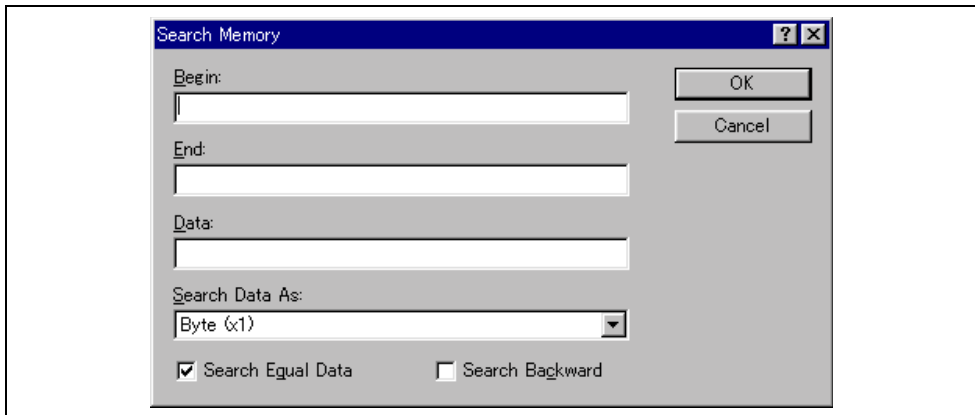 Search Memory
Begin:
OK
Cancel
End:
Data:
Search Data As:
Byte (x1)
Search Equal Data
Search Backward